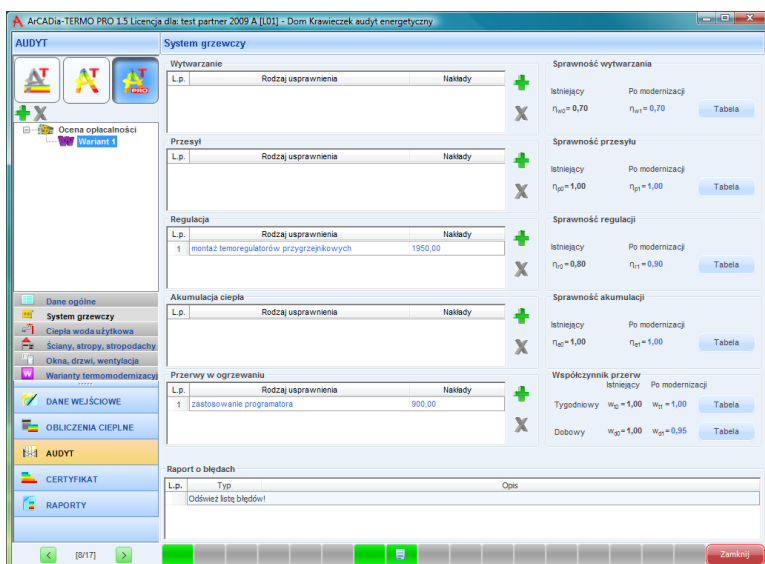 ArCADia-TERMO PRO 1.5 Licencja dla: test partner 2009 A [L01] - Dom Krawieczek audyt energetyczny
AUDYT
System grzewczy
Ocena opłacalności
Wariant 1
Dane ogólne
System grzewczy
Ciepła woda użytkowa
Ściany, stropy, stropodachy
Okna, drzwi, wentylacja
Warianty termomodernizacyj
DANE WEJŚCIOWE
OBLICZENIA CIEPLNE
AUDYT
CERTYFIKAT
RAPORTY
[8/17]
Wytwarzanie
L.p. Rodzaj usprawnienia Nakłady
Sprawność wytwarzania
Istniejący Po modernizacji
ηw0= 0,70 ηw1= 0,70 Tabela
Przesył
L.p. Rodzaj usprawnienia Nakłady
Sprawność przesyłu
Istniejący Po modernizacji
ηp0= 1,00 ηp1= 1,00 Tabela
Regulacja
L.p. Rodzaj usprawnienia Nakłady
1 montaż temoregulatorów przygrzejnikowych 1950,00
Sprawność regulacji
Istniejący Po modernizacji
ηr0= 0,80 ηr1= 0,90 Tabela
Akumulacja ciepła
L.p. Rodzaj usprawnienia Nakłady
Sprawność akumulacji
Istniejący Po modernizacji
ηe0= 1,00 ηe1= 1,00 Tabela
Przerwy w ogrzewaniu
L.p. Rodzaj usprawnienia Nakłady
1 zastosowanie programatora 900,00
Współczynnik przerw
Istniejący Po modernizacji
Tygodniowy wt0= 1,00 wt1= 1,00 Tabela
Dobowy wd0= 1,00 wd1= 0,95 Tabela
Raport o błędach
L.p. Typ Opis
Odśwież listę błędów!
Zamknij